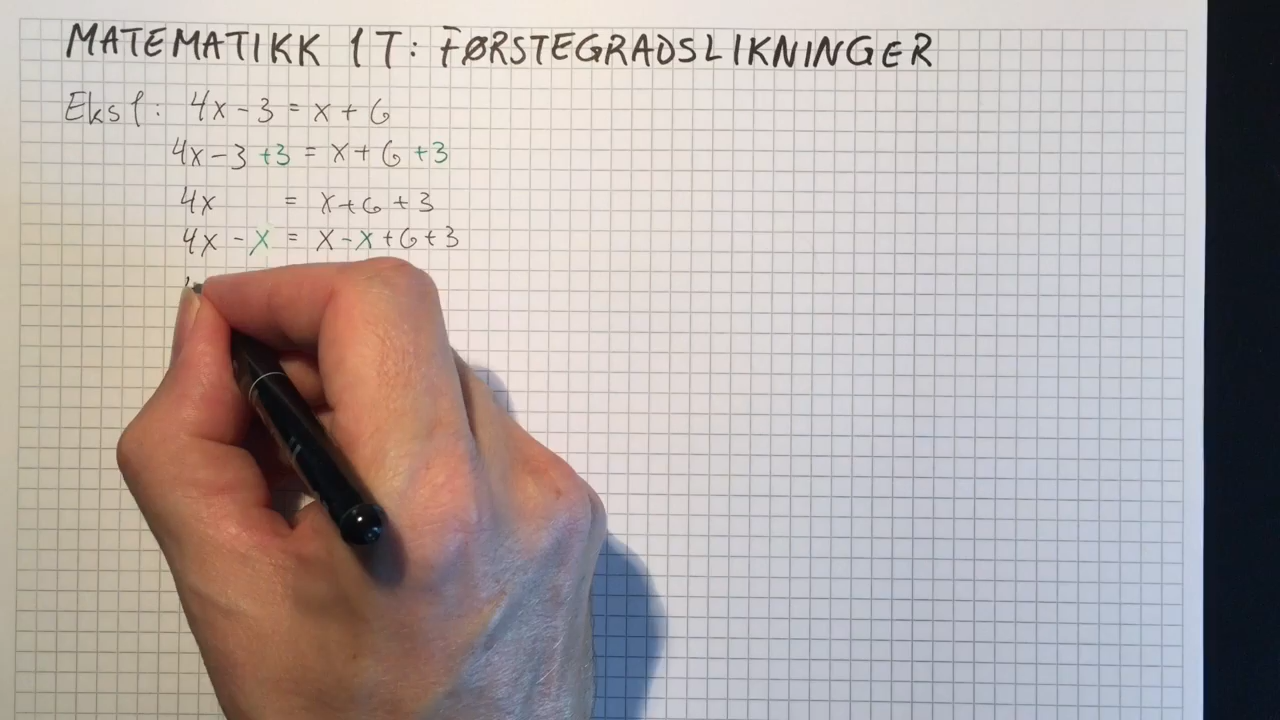 MATEMATIKK 1T: FØRSTEGRADSLIKNINGER
Eks 1: 4x - 3 = x + 6
4x - 3 + 3 = x + 6 + 3
4x = x + 6 + 3
4x - x = x - x + 6 + 3